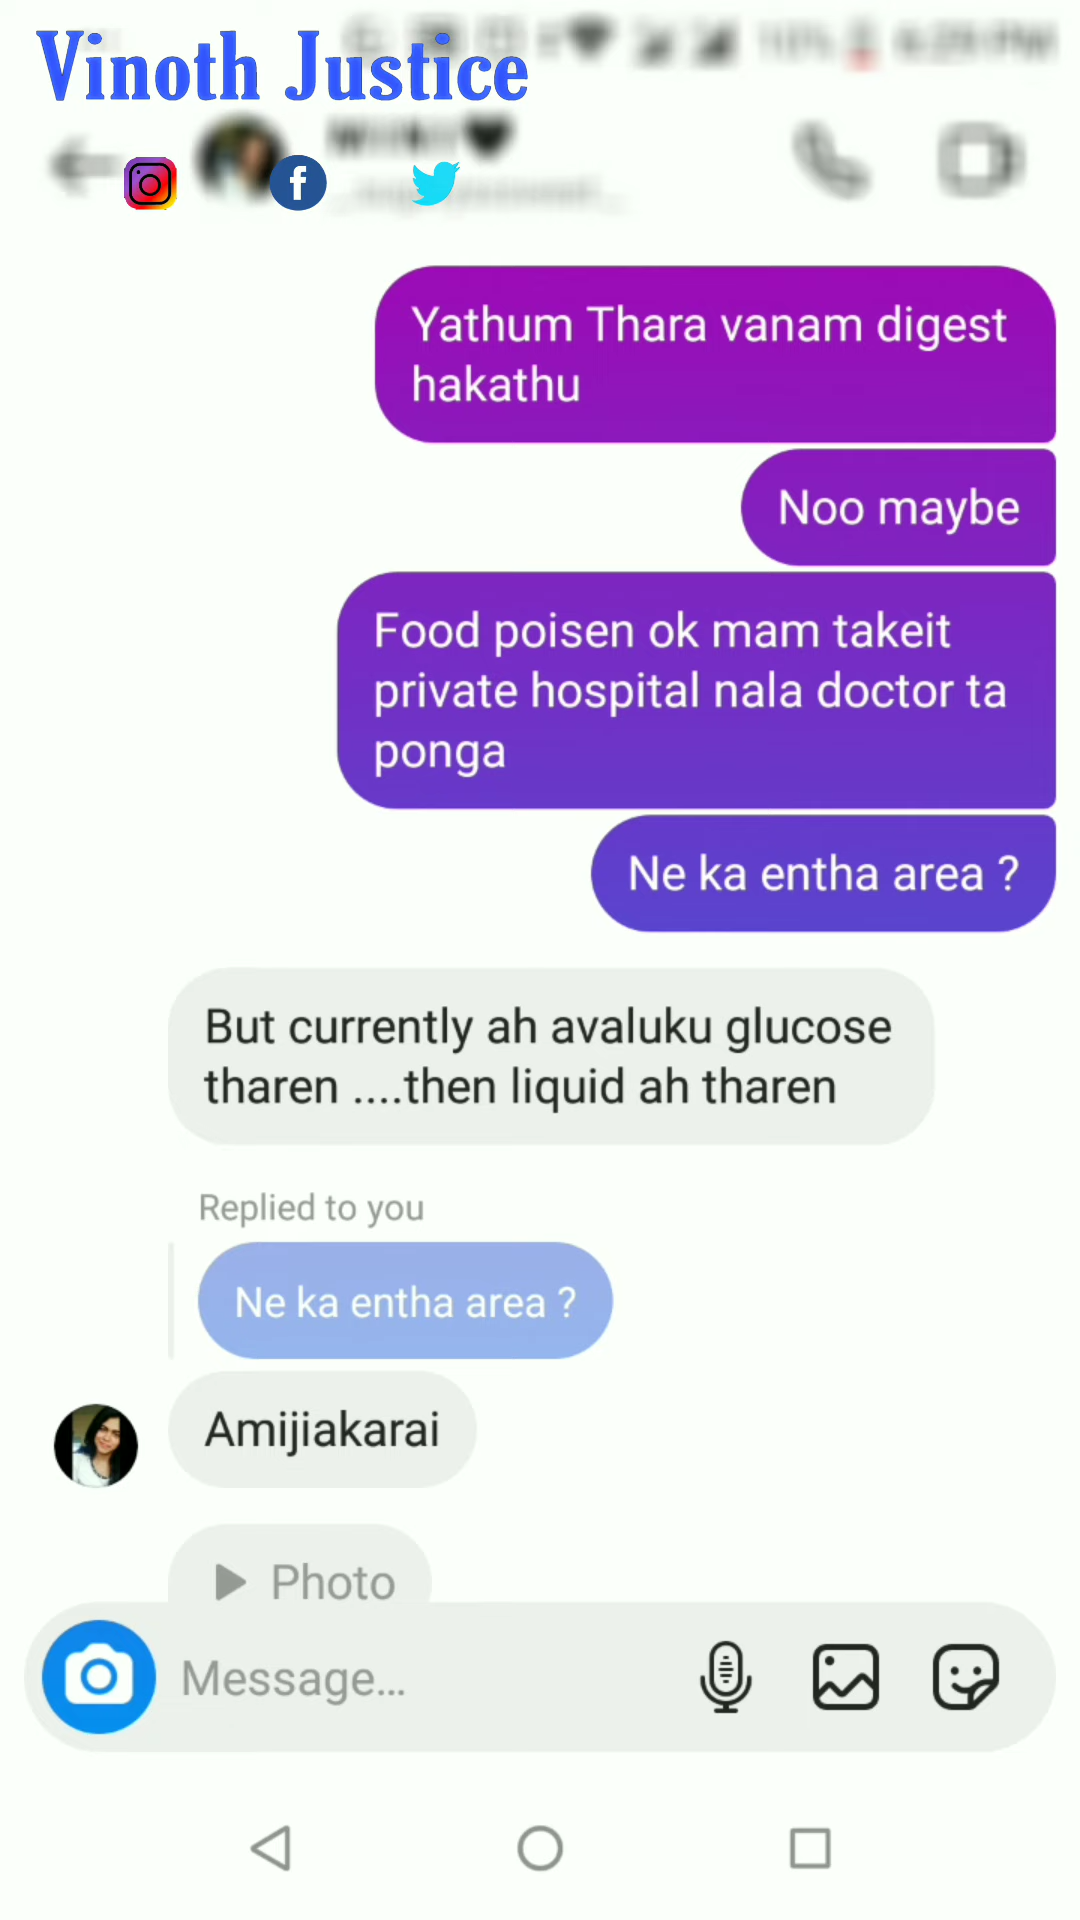 Vinoth Justice
Yathum Thara vanam digest
hakathu
Noo maybe
Food poisen ok mam takeit
private hospital nala doctor ta
ponga
Ne ka entha area ?
But currently ah avaluku glucose
tharen ....then liquid ah tharen
Replied to you
Ne ka entha area ?
Amijiakarai
Photo
Message...